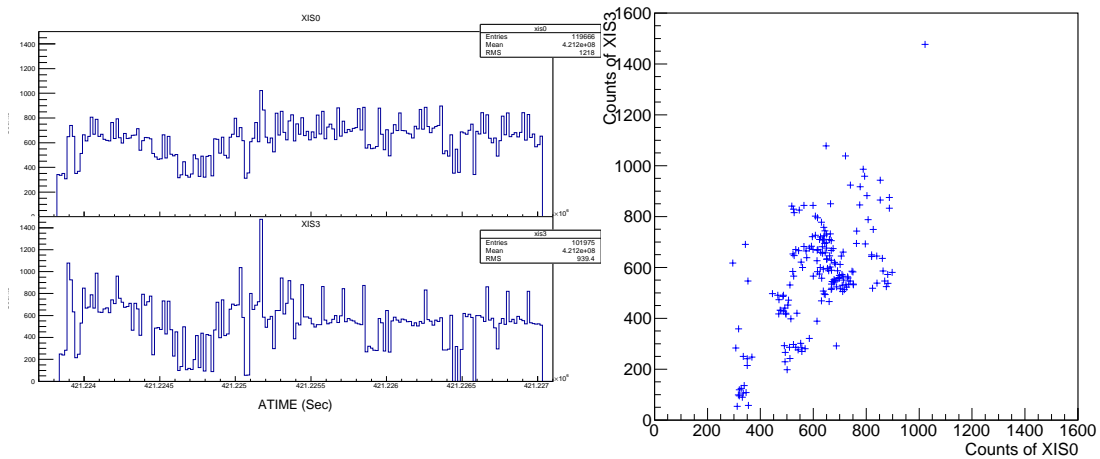 XIS0
xis0
Entries 119666
Mean 4.212e+08
RMS 1218
1400
1200
1000
800
600
400
200
0
×10⁶
XIS3
xis3
Entries 101975
Mean 4.212e+08
RMS 939.4
1400
1200
1000
800
600
400
200
0
421.224 421.2245 421.225 421.2255 421.226 421.2265 421.227
×10⁶
ATIME (Sec)
Counts of XIS3
1600
1400
1200
1000
800
600
400
200
0
0 200 400 600 800 1000 1200 1400 1600
Counts of XIS0